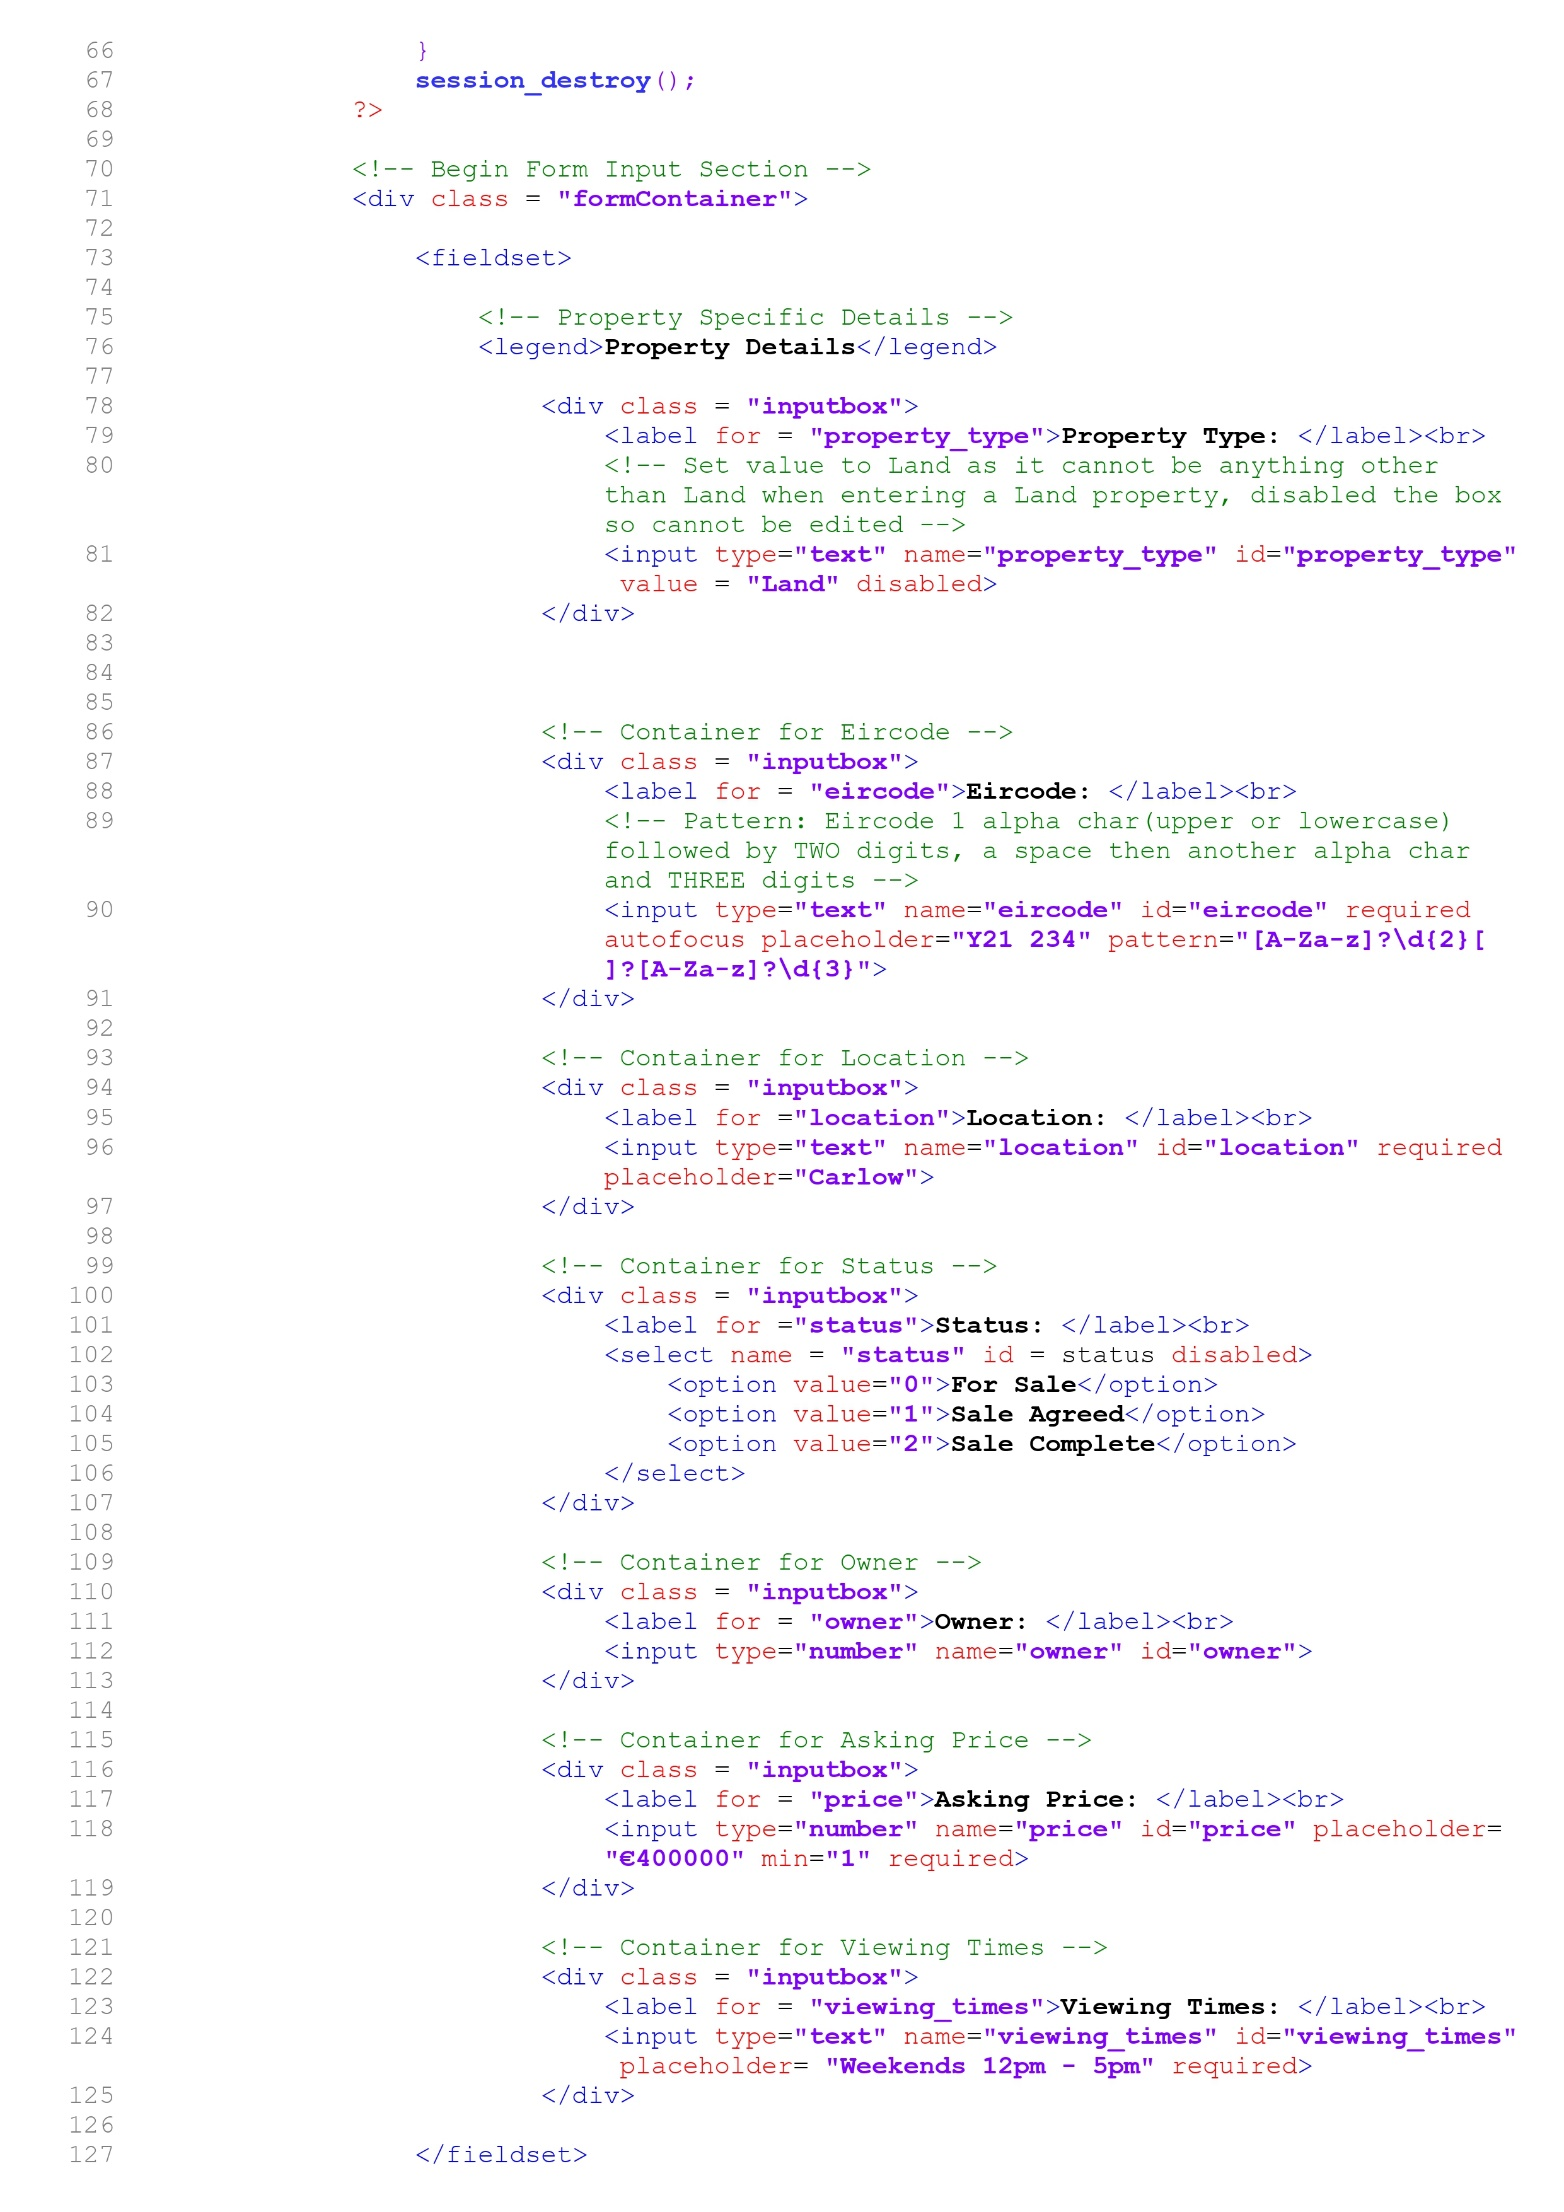 66 }
67 session_destroy();
68 ?>
69
70 <!-- Begin Form Input Section -->
71 <div class = "formContainer">
72
73 <fieldset>
74
75 <!-- Property Specific Details -->
76 <legend>Property Details</legend>
77
78 <div class = "inputbox">
79 <label for = "property_type">Property Type: </label><br>
80 <!-- Set value to Land as it cannot be anything other
than Land when entering a Land property, disabled the box
so cannot be edited -->
81 <input type="text" name="property_type" id="property_type"
value = "Land" disabled>
82 </div>
83
84
85
86 <!-- Container for Eircode -->
87 <div class = "inputbox">
88 <label for = "eircode">Eircode: </label><br>
89 <!-- Pattern: Eircode 1 alpha char(upper or lowercase)
followed by TWO digits, a space then another alpha char
and THREE digits -->
90 <input type="text" name="eircode" id="eircode" required
autofocus placeholder="Y21 234" pattern="[A-Za-z]?\d{2}[
]?[A-Za-z]?\d{3}">
91 </div>
92
93 <!-- Container for Location -->
94 <div class = "inputbox">
95 <label for ="location">Location: </label><br>
96 <input type="text" name="location" id="location" required
placeholder="Carlow">
97 </div>
98
99 <!-- Container for Status -->
100 <div class = "inputbox">
101 <label for ="status">Status: </label><br>
102 <select name = "status" id = status disabled>
103 <option value="0">For Sale</option>
104 <option value="1">Sale Agreed</option>
105 <option value="2">Sale Complete</option>
106 </select>
107 </div>
108
109 <!-- Container for Owner -->
110 <div class = "inputbox">
111 <label for = "owner">Owner: </label><br>
112 <input type="number" name="owner" id="owner">
113 </div>
114
115 <!-- Container for Asking Price -->
116 <div class = "inputbox">
117 <label for = "price">Asking Price: </label><br>
118 <input type="number" name="price" id="price" placeholder=
"€400000" min="1" required>
119 </div>
120
121 <!-- Container for Viewing Times -->
122 <div class = "inputbox">
123 <label for = "viewing_times">Viewing Times: </label><br>
124 <input type="text" name="viewing_times" id="viewing_times"
placeholder= "Weekends 12pm - 5pm" required>
125 </div>
126
127 </fieldset>